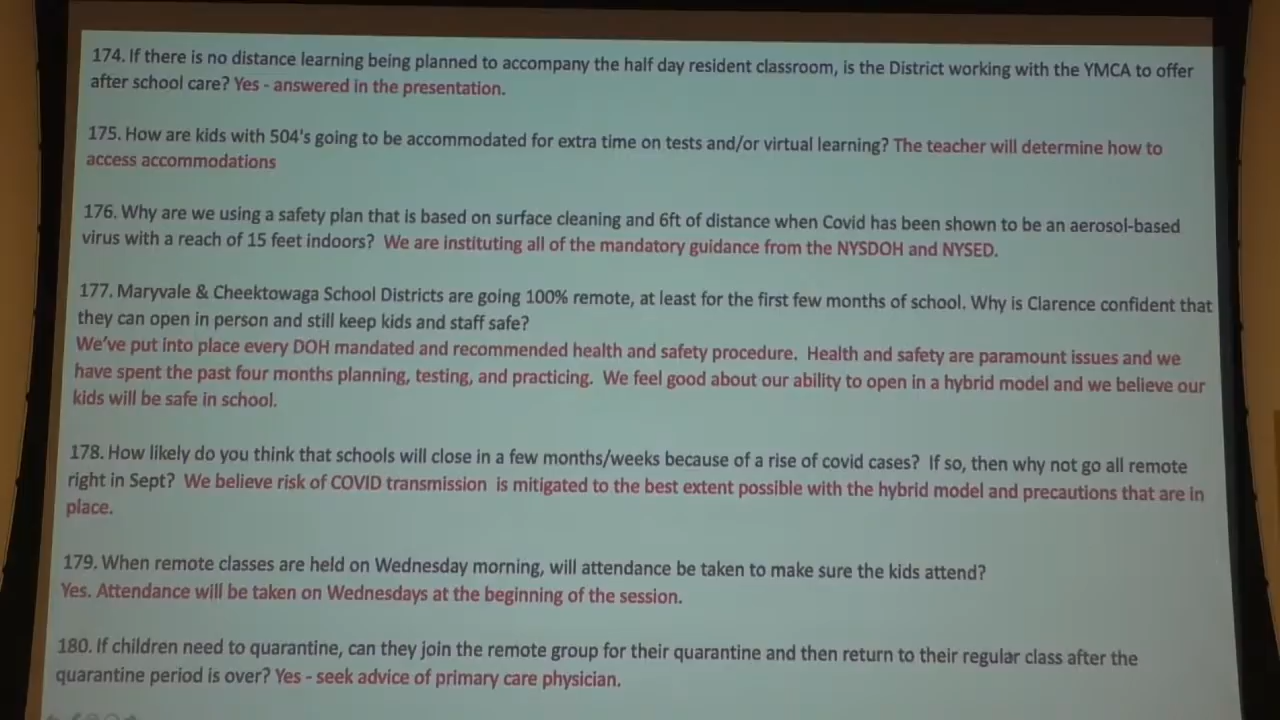 174. If there is no distance learning being planned to accompany the half day resident classroom, is the District working with the YMCA to offer
after school care? Yes - answered in the presentation.
175. How are kids with 504's going to be accommodated for extra time on tests and/or virtual learning? The teacher will determine how to
access accommodations
176. Why are we using a safety plan that is based on surface cleaning and 6ft of distance when Covid has been shown to be an aerosol-based
virus with a reach of 15 feet indoors? We are instituting all of the mandatory guidance from the NYSDOH and NYSED.
177. Maryvale & Cheektowaga School Districts are going 100% remote, at least for the first few months of school. Why is Clarence confident that
they can open in person and still keep kids and staff safe?
We've put into place every DOH mandated and recommended health and safety procedure. Health and safety are paramount issues and we
have spent the past four months planning, testing, and practicing. We feel good about our ability to open in a hybrid model and we believe our
kids will be safe in school.
178. How likely do you think that schools will close in a few months/weeks because of a rise of covid cases? If so, then why not go all remote
right in Sept? We believe risk of COVID transmission is mitigated to the best extent possible with the hybrid model and precautions that are in
place.
179. When remote classes are held on Wednesday morning, will attendance be taken to make sure the kids attend?
Yes. Attendance will be taken on Wednesdays at the beginning of the session.
180. If children need to quarantine, can they join the remote group for their quarantine and then return to their regular class after the
quarantine period is over? Yes - seek advice of primary care physician.